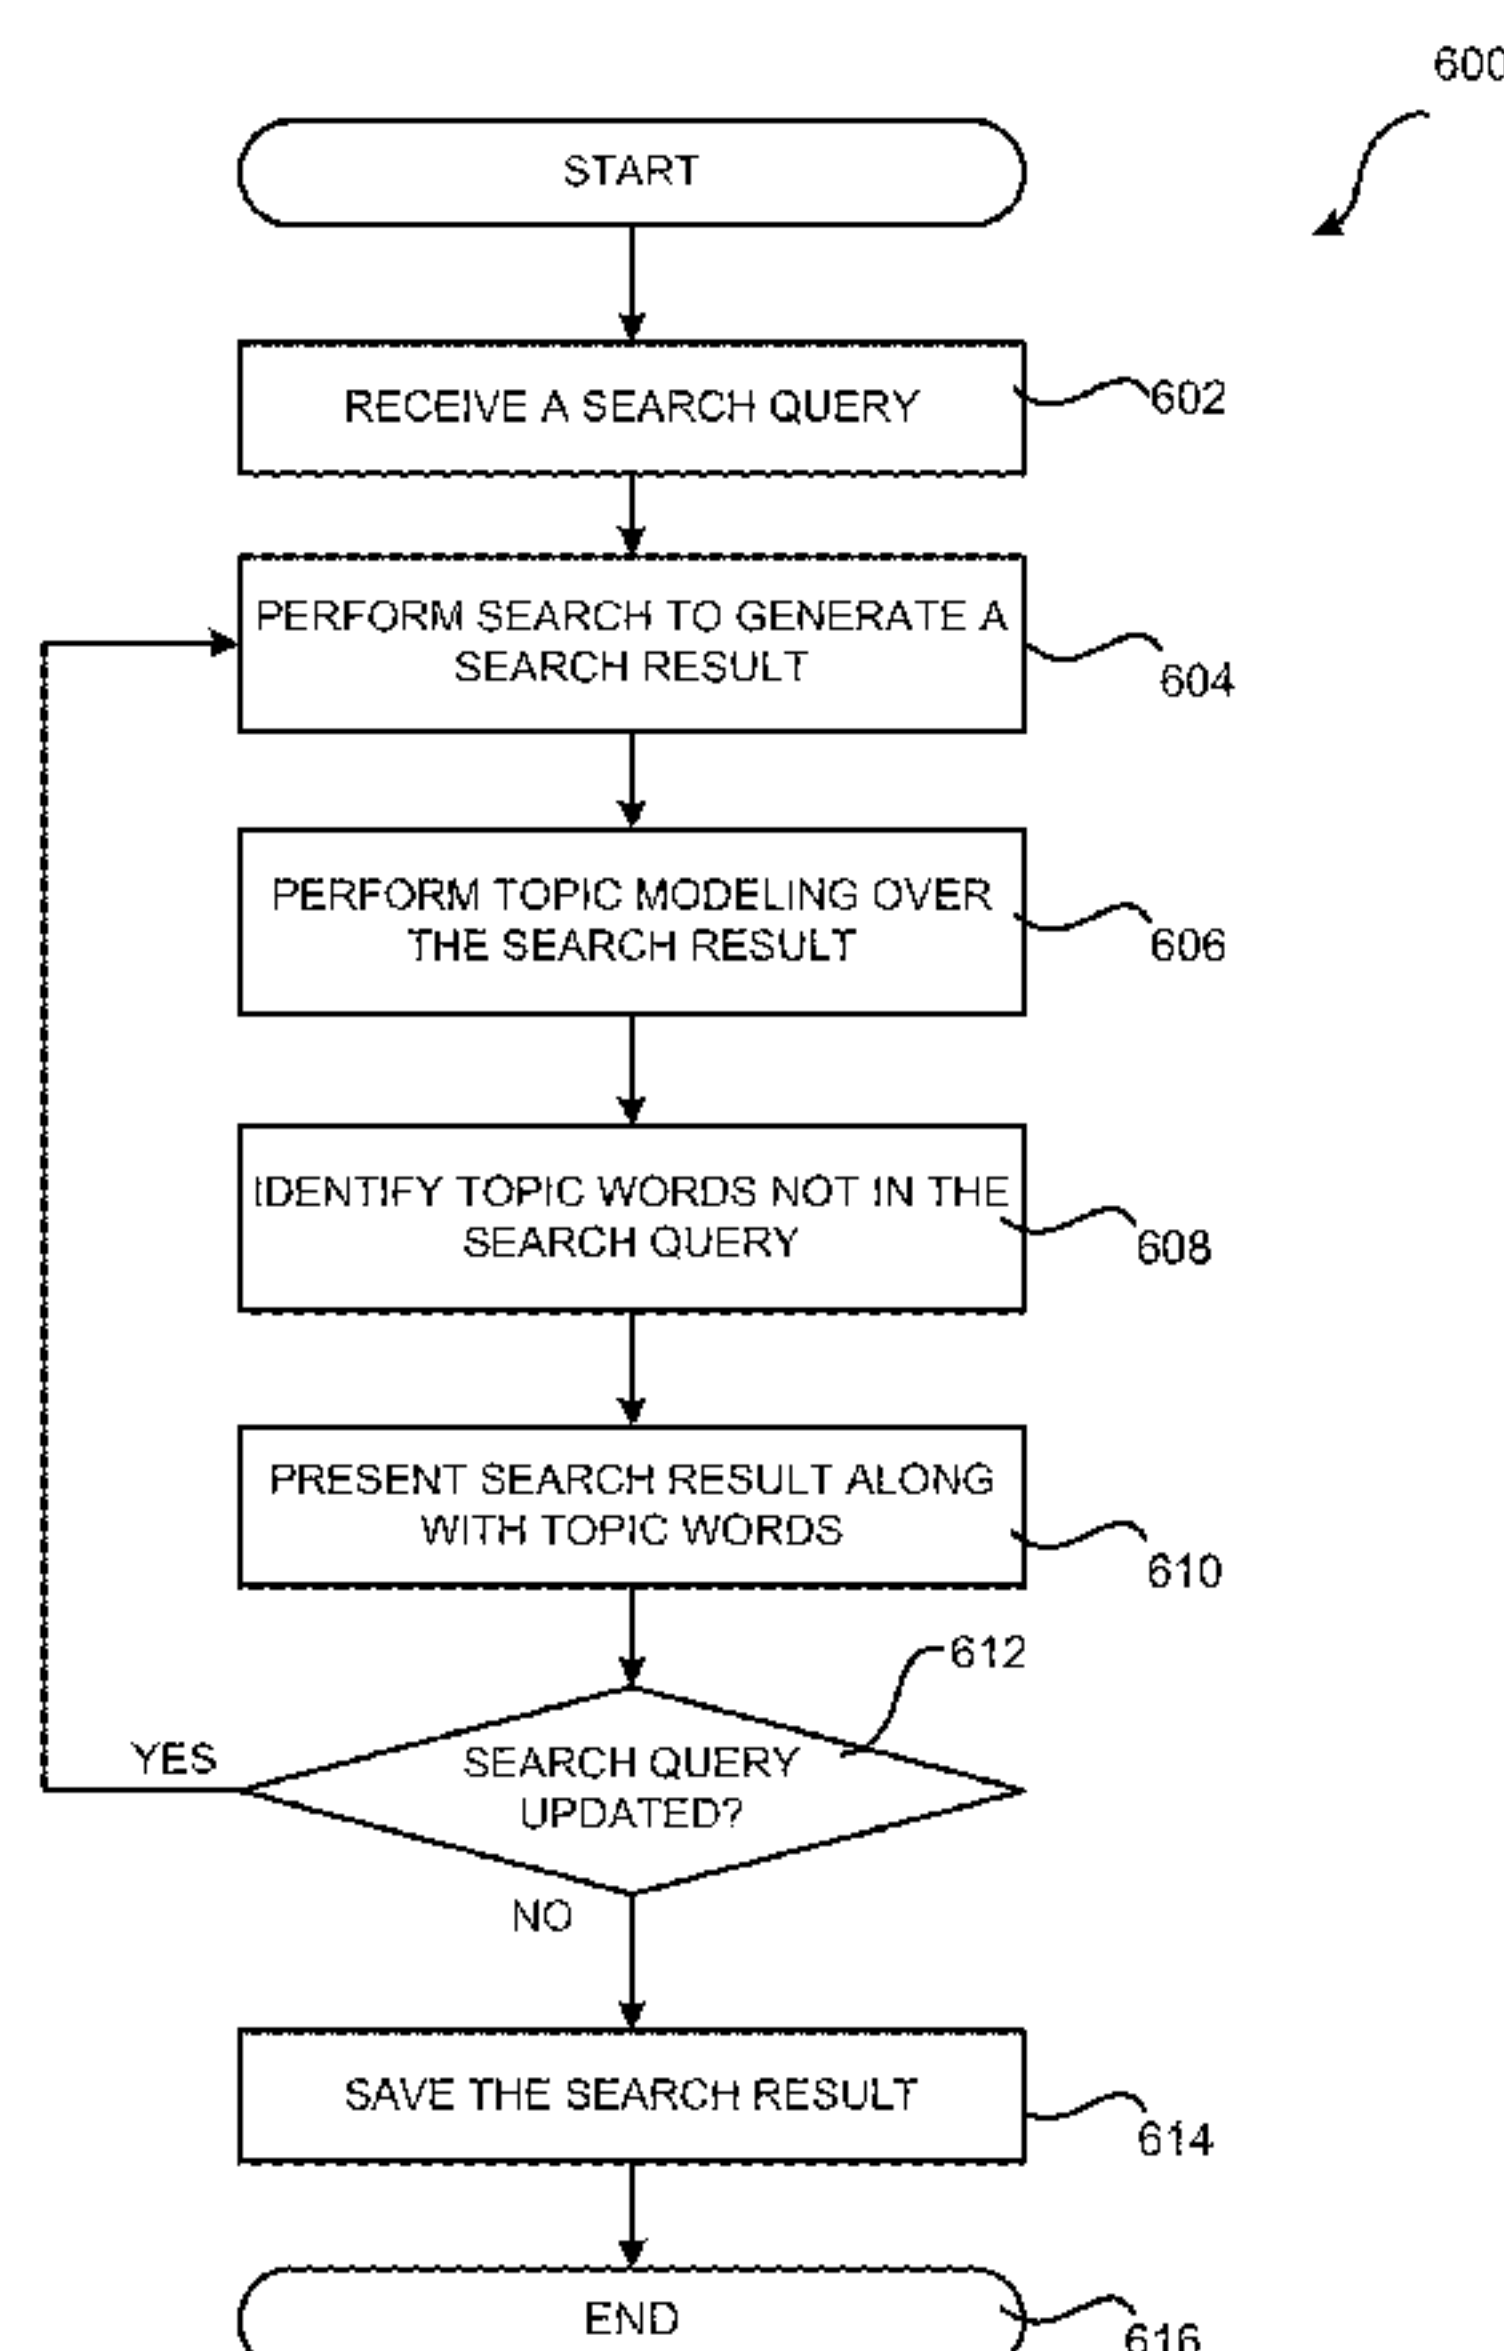 600
START
RECEIVE A SEARCH QUERY
602
PERFORM SEARCH TO GENERATE A
SEARCH RESULT
604
PERFORM TOPIC MODELING OVER
THE SEARCH RESULT
606
IDENTIFY TOPIC WORDS NOT IN THE
SEARCH QUERY
608
PRESENT SEARCH RESULT ALONG
WITH TOPIC WORDS
610
612
YES
SEARCH QUERY
UPDATED?
NO
SAVE THE SEARCH RESULT
614
END
616